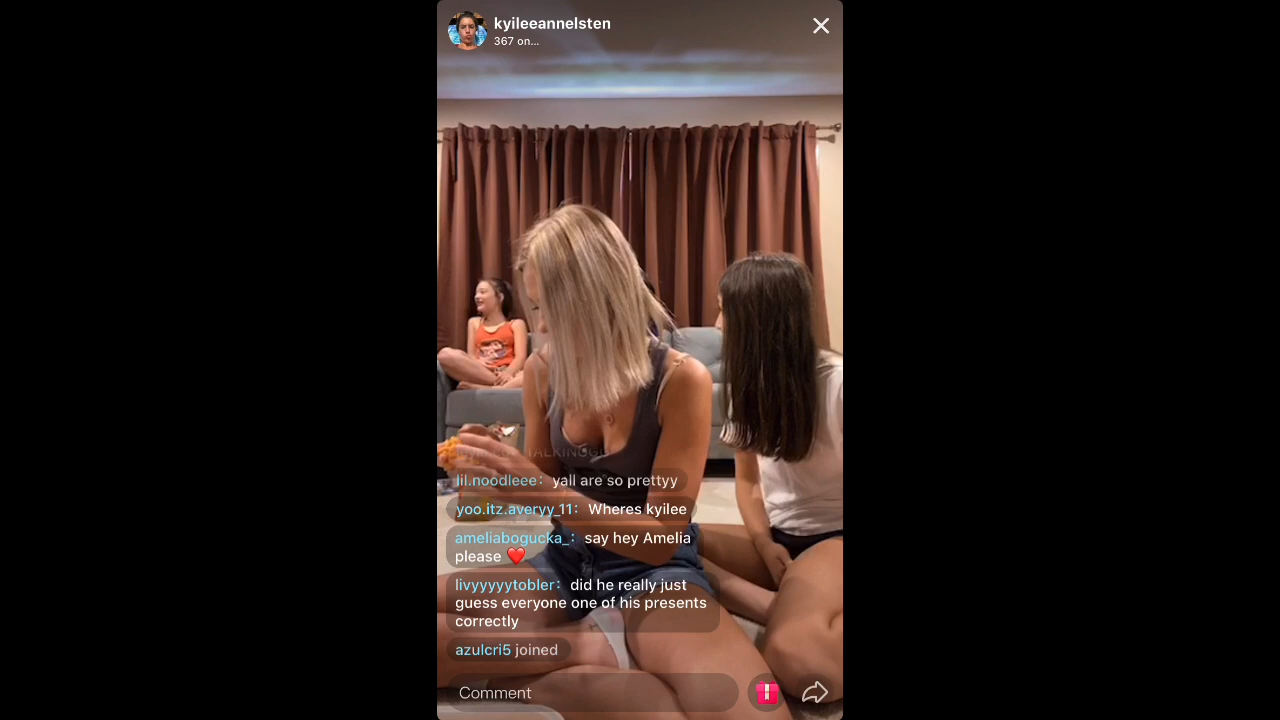 kyileeannelsten
367 on...
TALKINGG
lil.noodleee: yall are so prettyy
yoo.itz.averyy_11: Wheres kyilee
ameliabogucka_: say hey Amelia
please ❤️
livyyyyytobler: did he really just
guess everyone one of his presents
correctly
azulcri5 joined
Comment